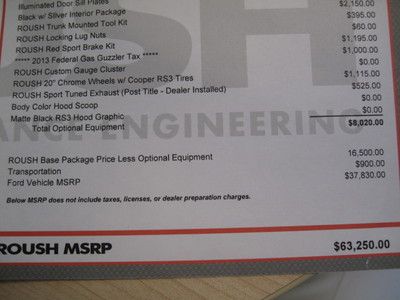 Illuminated Door Sill Plates
Black w/ Silver Interior Package $2,150.00
ROUSH Trunk Mounted Tool Kit $395.00
ROUSH Locking Lug Nuts $60.00
ROUSH Red Sport Brake Kit $1,195.00
***** 2013 Federal Gas Guzzler Tax ***** $1,000.00
ROUSH Custom Gauge Cluster $0.00
ROUSH 20" Chrome Wheels w/ Cooper RS3 Tires $1,115.00
ROUSH Sport Tuned Exhaust (Post Title - Dealer Installed) $525.00
Body Color Hood Scoop $0.00
Matte Black RS3 Hood Graphic $0.00
Total Optional Equipment $8,020.00
ANCE ENGINEERING
ROUSH Base Package Price Less Optional Equipment 16,500.00
Transportation $900.00
Ford Vehicle MSRP $37,830.00
Below MSRP does not include taxes, licenses, or dealer preparation charges.
ROUSH MSRP $63,250.00